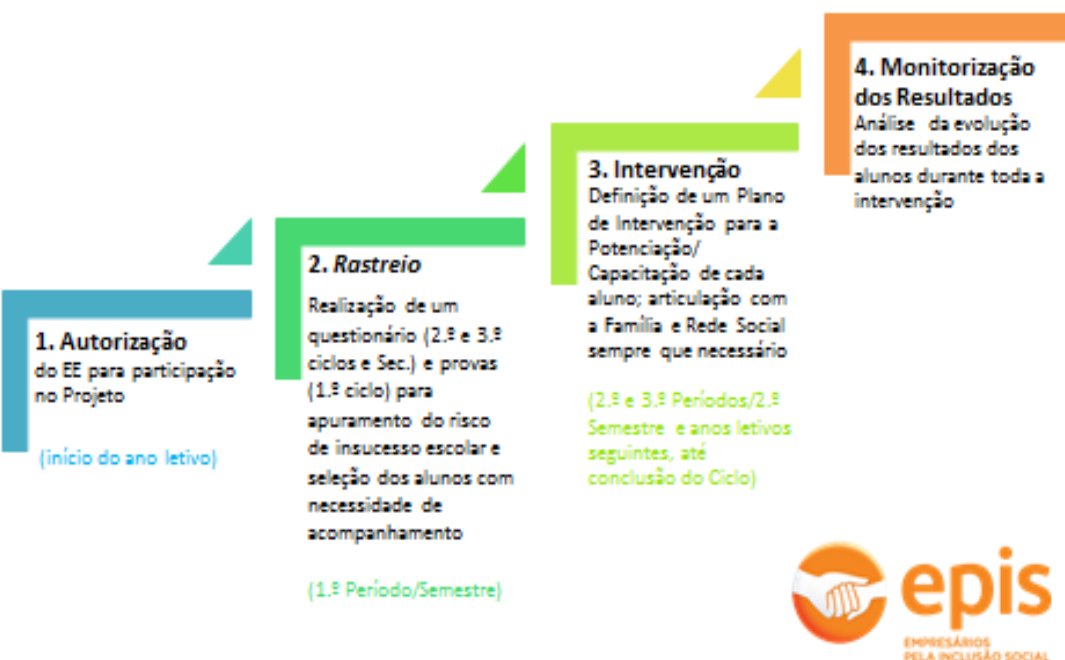 1. Autorização
do EE para participação
no Projeto
(início do ano letivo)
2. Rastreio
Realização de um
questionário (2.º e 3.º
ciclos e Sec.) e provas
(1.º ciclo) para
apuramento do risco
de insucesso escolar e
seleção dos alunos com
necessidade de
acompanhamento
(1.º Período/Semestre)
3. Intervenção
Definição de um Plano
de Intervenção para a
Potenciação/
Capacitação de cada
aluno; articulação com
a Família e Rede Social
sempre que necessário
(2.º e 3.º Períodos/2.º
Semestre e anos letivos
seguintes, até
conclusão do Ciclo)
4. Monitorização
dos Resultados
Análise da evolução
dos resultados dos
alunos durante toda a
intervenção
epis
EMPRESÁRIOS
PELA INCLUSÃO SOCIAL